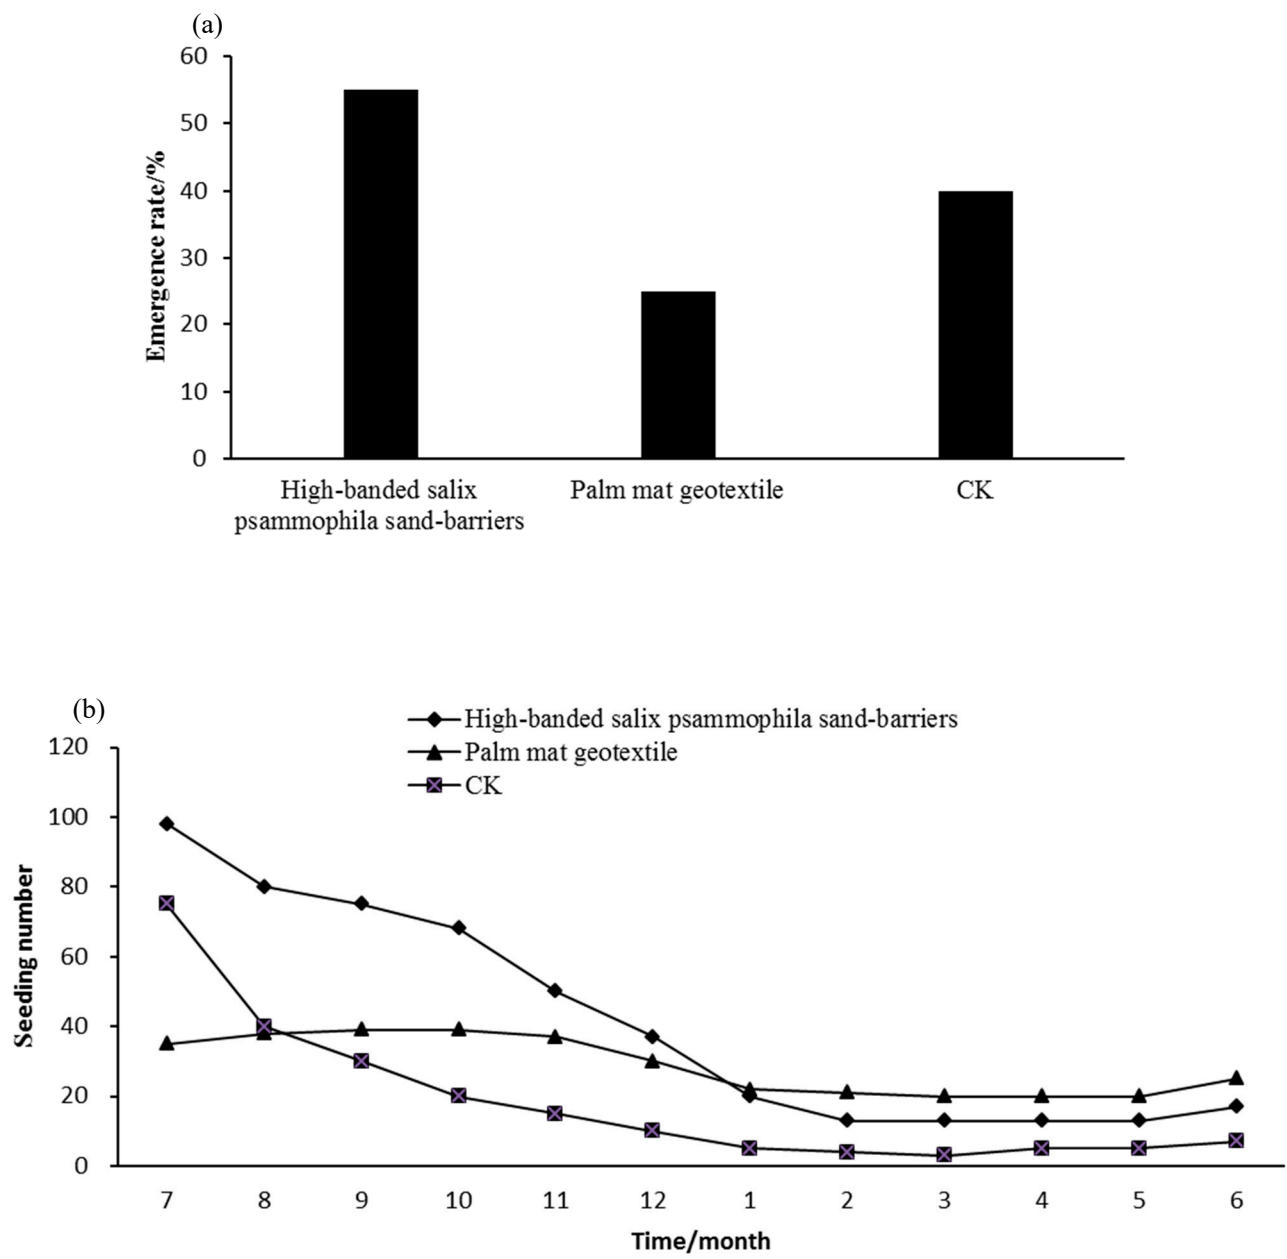 (a)
60
50
40
30
20
10
0
Emergence rate/%
High-banded salix
psammophila sand-barriers
Palm mat geotextile
CK
(b)
High-banded salix psammophila sand-barriers
Palm mat geotextile
CK
120
100
80
60
40
20
0
Seeding number
7 8 9 10 11 12 1 2 3 4 5 6
Time/month